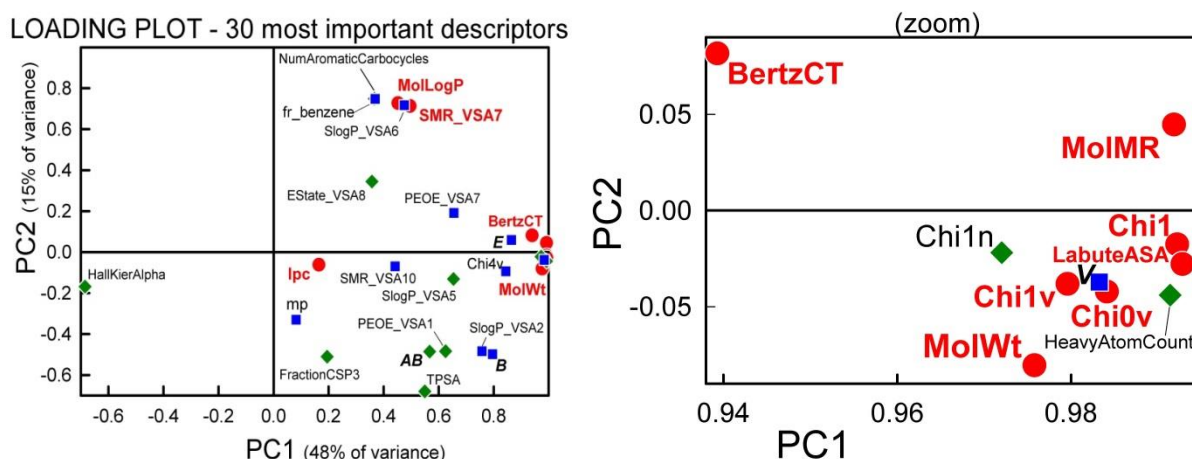 LOADING PLOT - 30 most important descriptors
NumAromaticCarbocycles
MolLogP
fr_benzene
SMR_VSA7
SlogP_VSA6
EState_VSA8
PEOE_VSA7
BertzCT
E
HallKierAlpha
Ipc
SMR_VSA10
Chi4v
SlogP_VSA5
MolWt
mp
PEOE_VSA1
SlogP_VSA2
AB
B
FractionCSP3
TPSA
0.8
0.6
0.4
0.2
0.0
-0.2
-0.4
-0.6
PC2 (15% of variance)
-0.6 -0.4 -0.2 0.0 0.2 0.4 0.6 0.8
PC1 (48% of variance)
(zoom)
BertzCT
MolMR
Chi1n
Chi1
LabuteASA
V
Chi1v
Chi0v
HeavyAtomCount
MolWt
0.05
0.00
-0.05
PC2
0.94 0.96 0.98
PC1